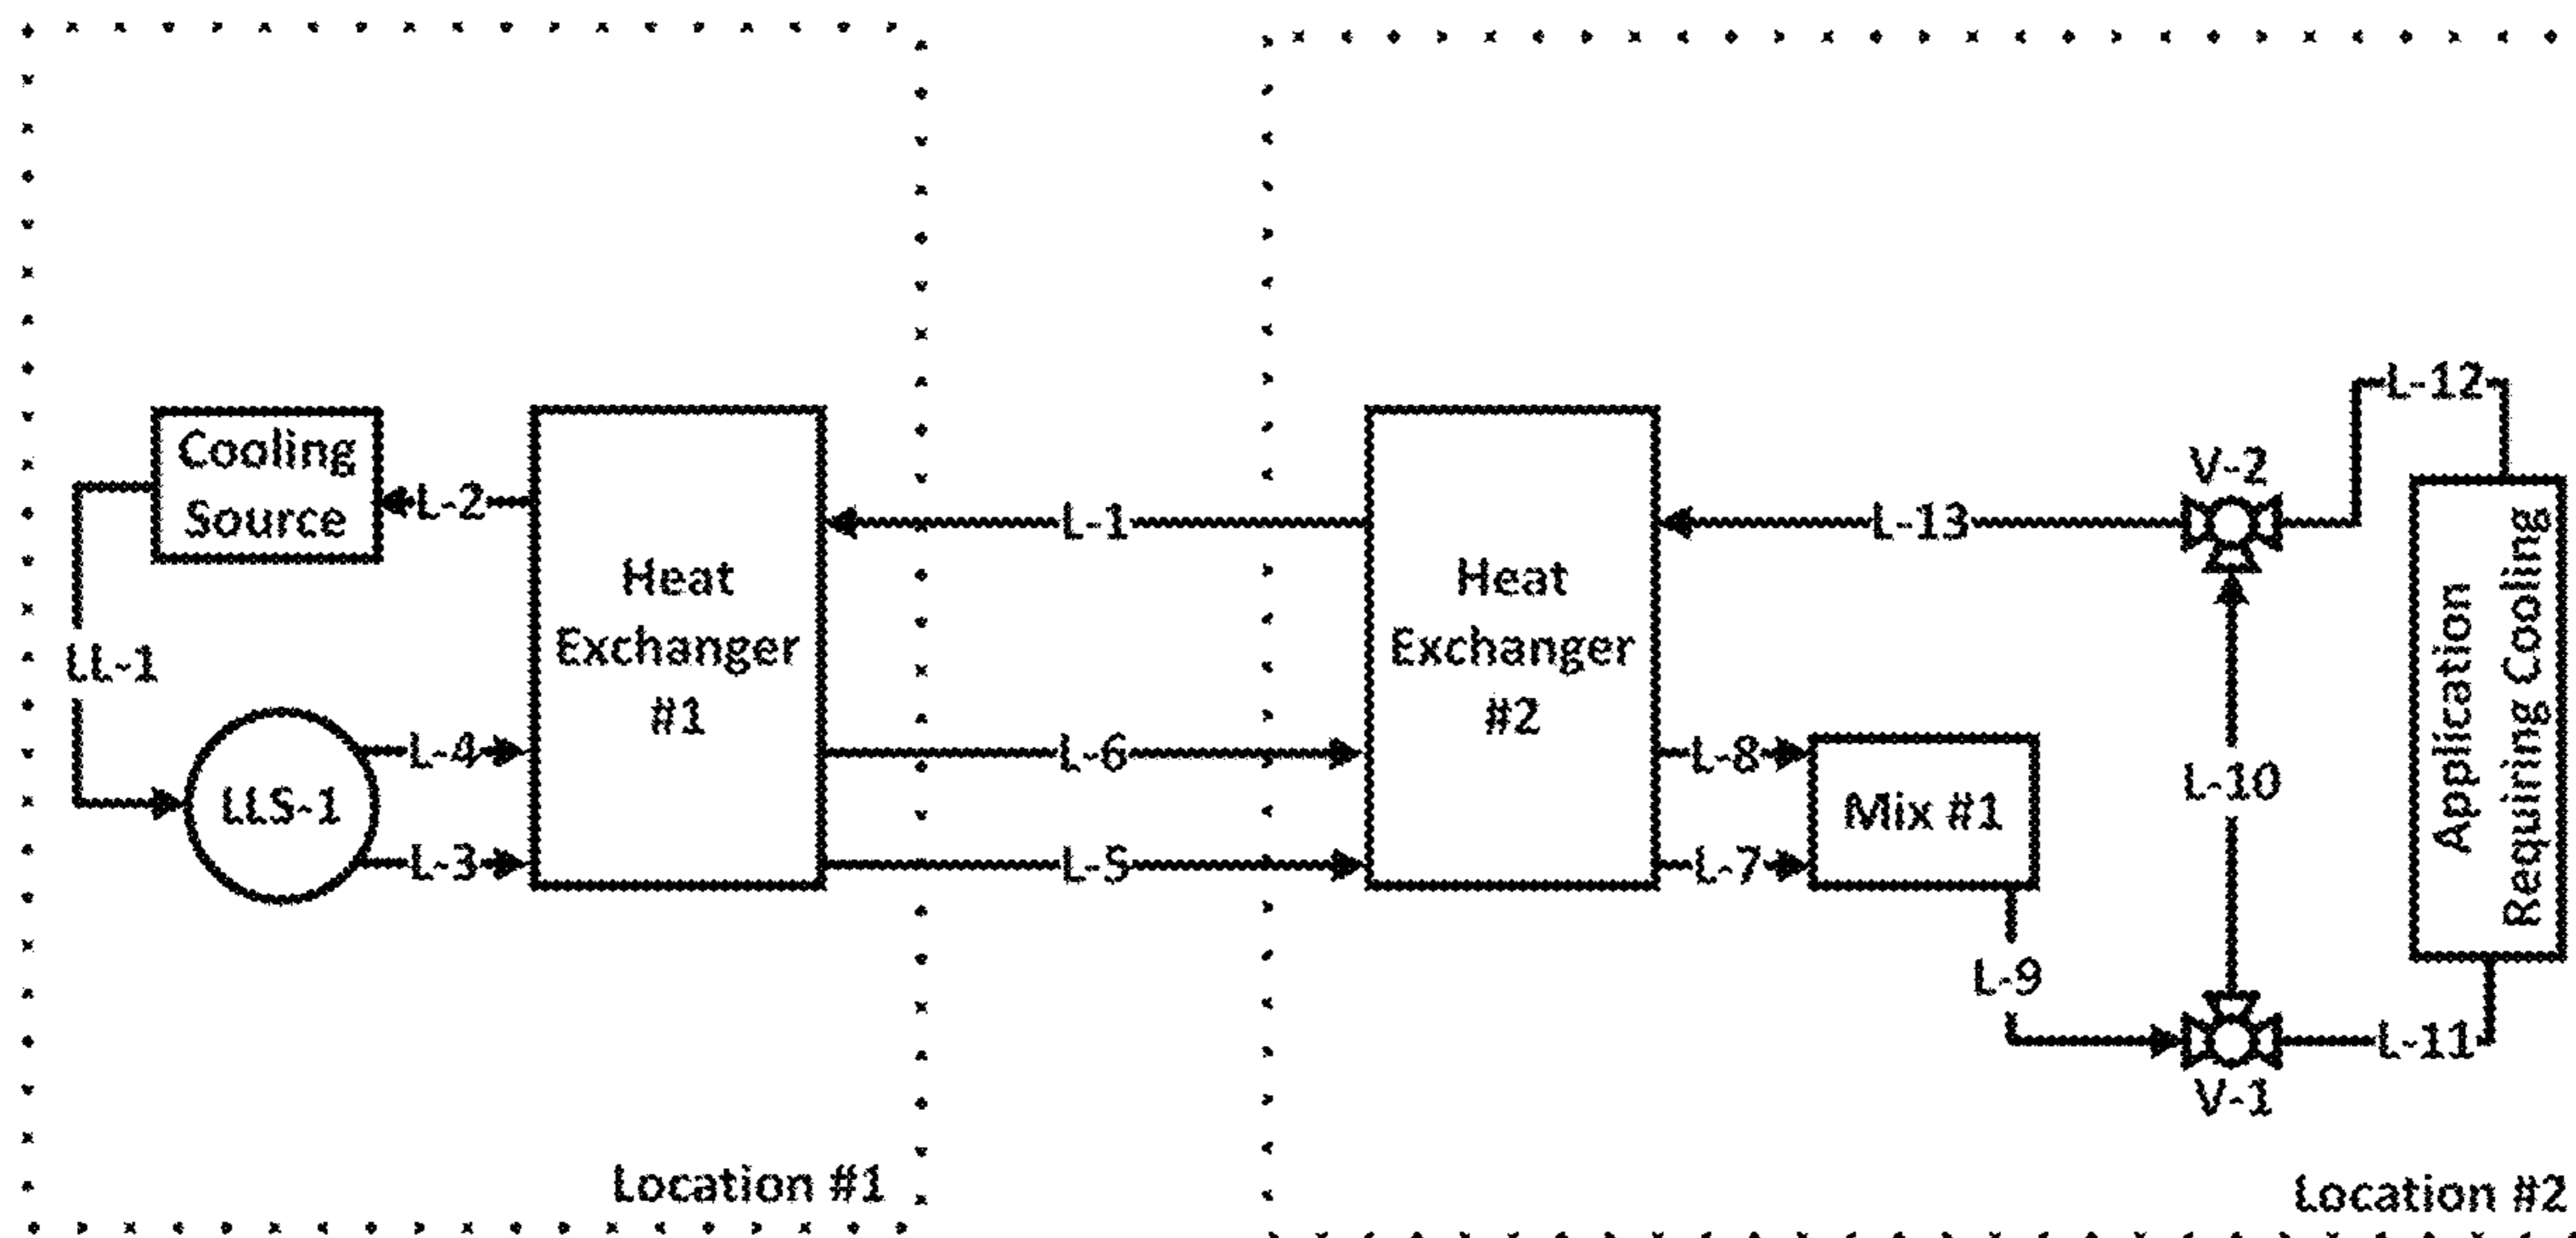 L-12
Cooling
Source
V-2
L-2
L-1
L-13
Heat
Exchanger
#1
Heat
Exchanger
#2
Application
Requiring Cooling
LL-1
L-4
L-6
L-8
L-10
LLS-1
Mix #1
L-3
L-5
L-7
L-9
L-11
V-1
Location #1
Location #2